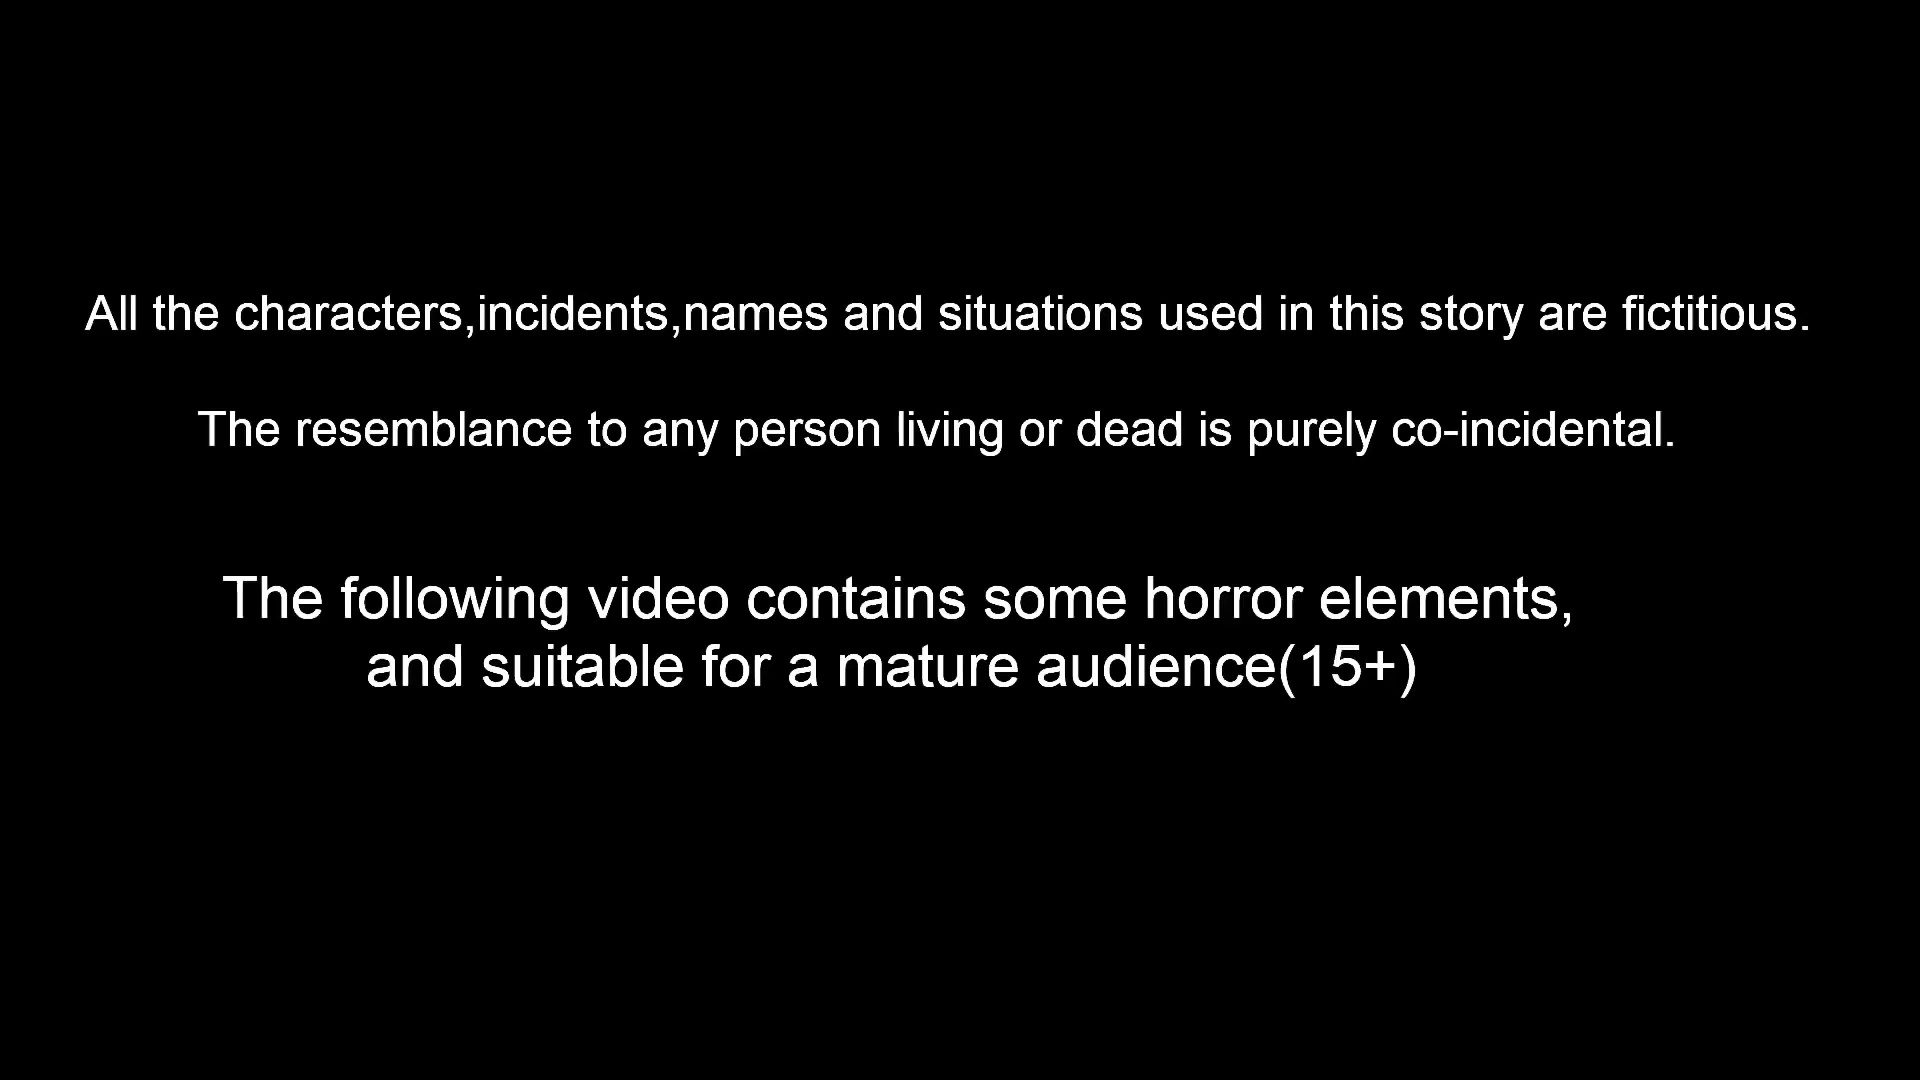 All the characters,incidents,names and situations used in this story are fictitious.
The resemblance to any person living or dead is purely co-incidental.
The following video contains some horror elements,
and suitable for a mature audience(15+)